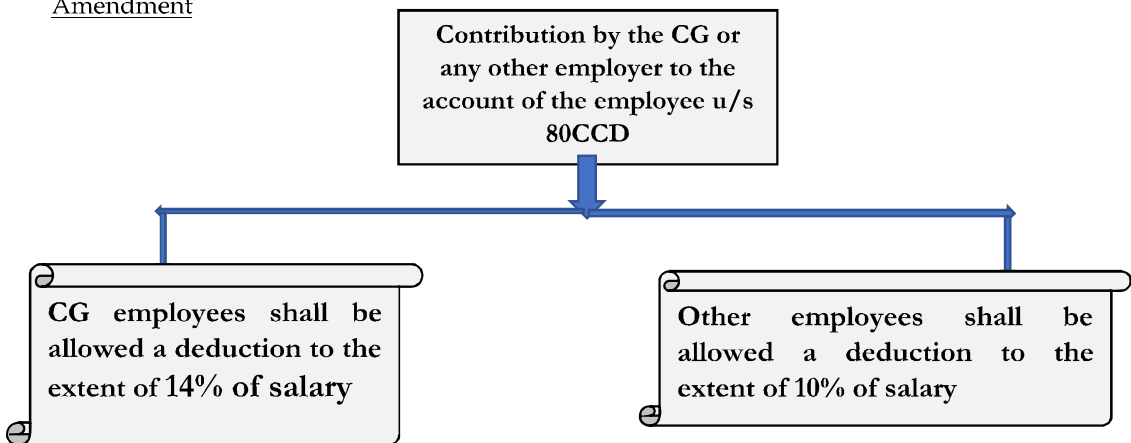 Amendment
Contribution by the CG or
any other employer to the
account of the employee u/s
80CCD
CG employees shall be
allowed a deduction to the
extent of 14% of salary
Other employees shall be
allowed a deduction to the
extent of 10% of salary